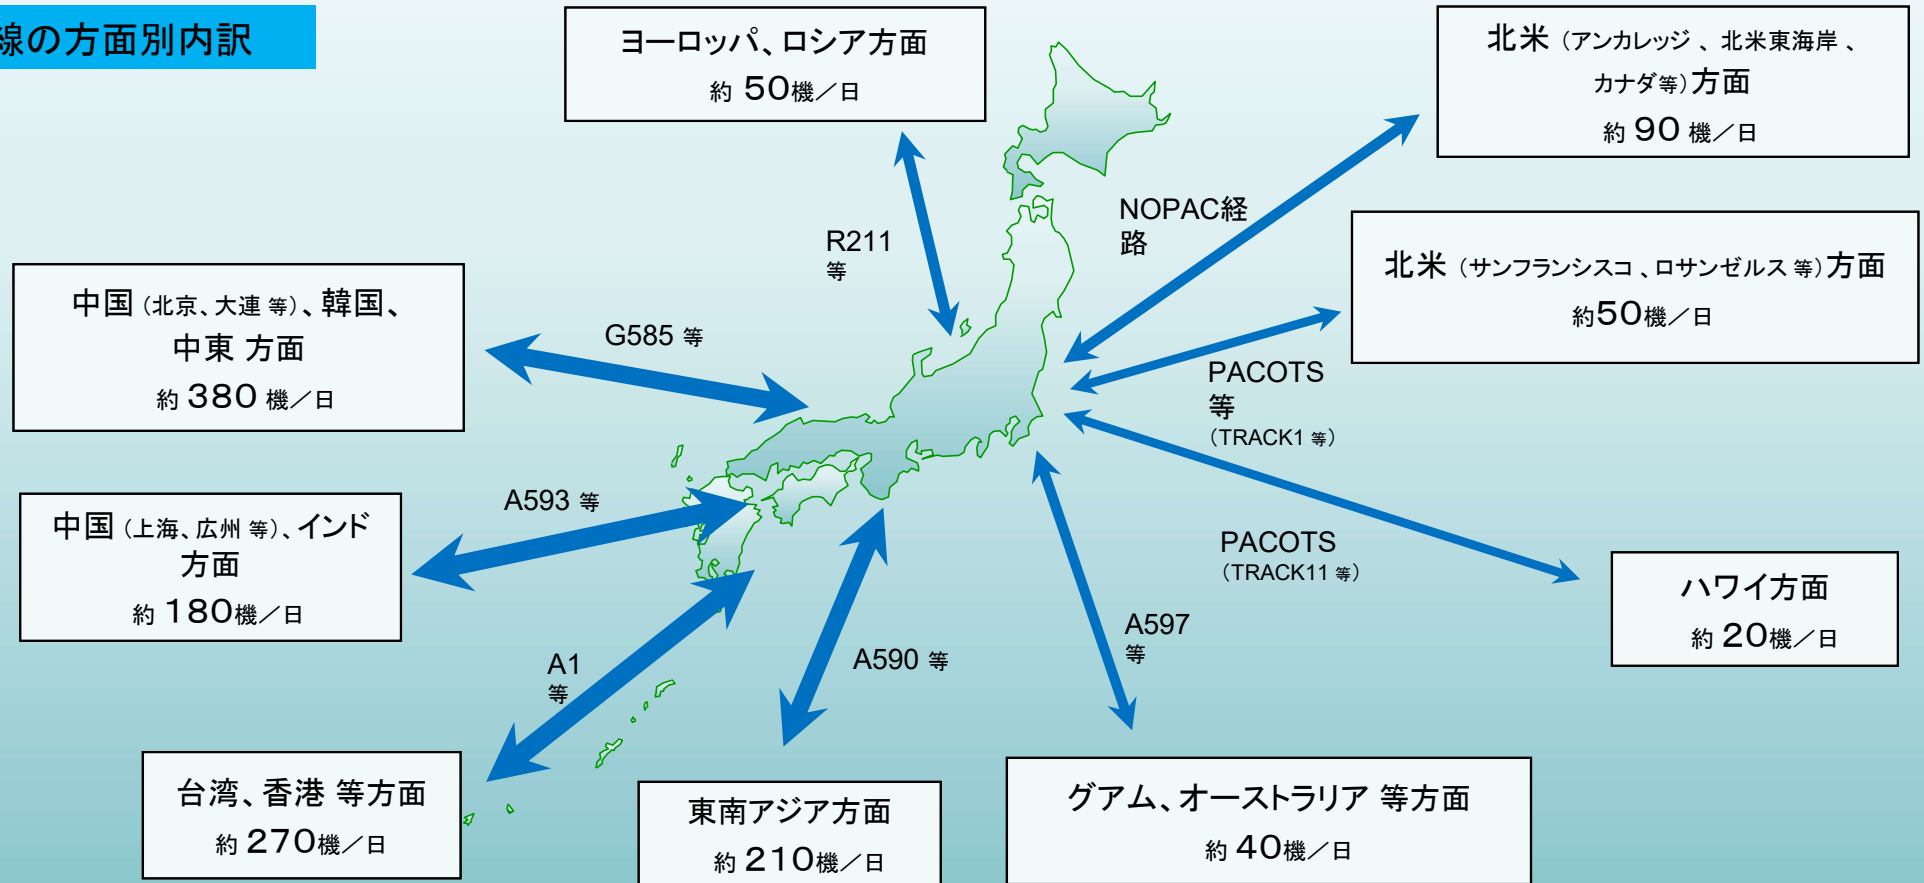 線の方面別内訳
ヨーロッパ、ロシア方面
約 50機／日
北米 （アンカレッジ 、 北米東海岸 、
カナダ等）方面
約 90 機／日
NOPAC経
路
R211
等
北米 （サンフランシスコ 、ロサンゼルス 等）方面
約50機／日
中国 （北京、大連 等）、韓国、
中東 方面
約 380 機／日
G585 等
PACOTS
等
（TRACK1 等）
中国 （上海、広州 等）、インド
方面
約 180機／日
A593 等
PACOTS
（TRACK11 等）
ハワイ方面
約 20機／日
A597
等
A590 等
A1
等
台湾、香港 等方面
約 270機／日
東南アジア方面
約 210機／日
グアム、オーストラリア 等方面
約 40機／日